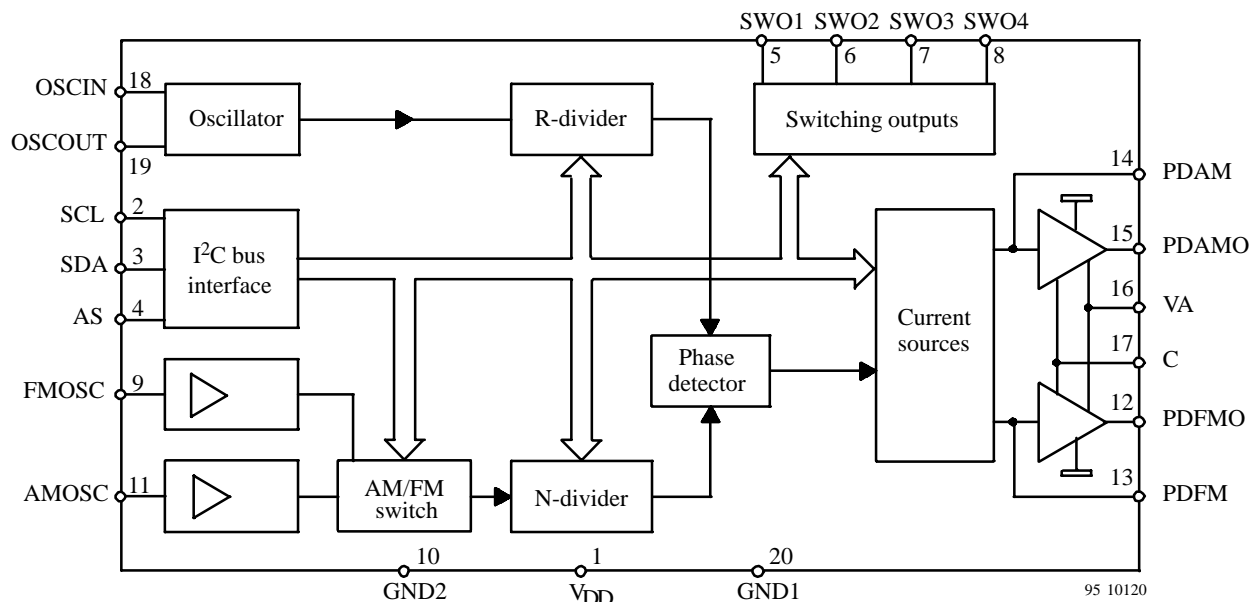 SWO1 SWO2 SWO3 SWO4
5 6 7 8
OSCIN 18
Oscillator
R-divider
Switching outputs
OSCOUT
19
14 PDAM
SCL 2
I²C bus
interface
SDA 3
15 PDAMO
AS 4
16 VA
Current
sources
17 C
Phase
detector
FMOSC 9
12 PDFMO
AMOSC 11
AM/FM
switch
N-divider
13 PDFM
10 1 20
GND2 VDD GND1
95 10120